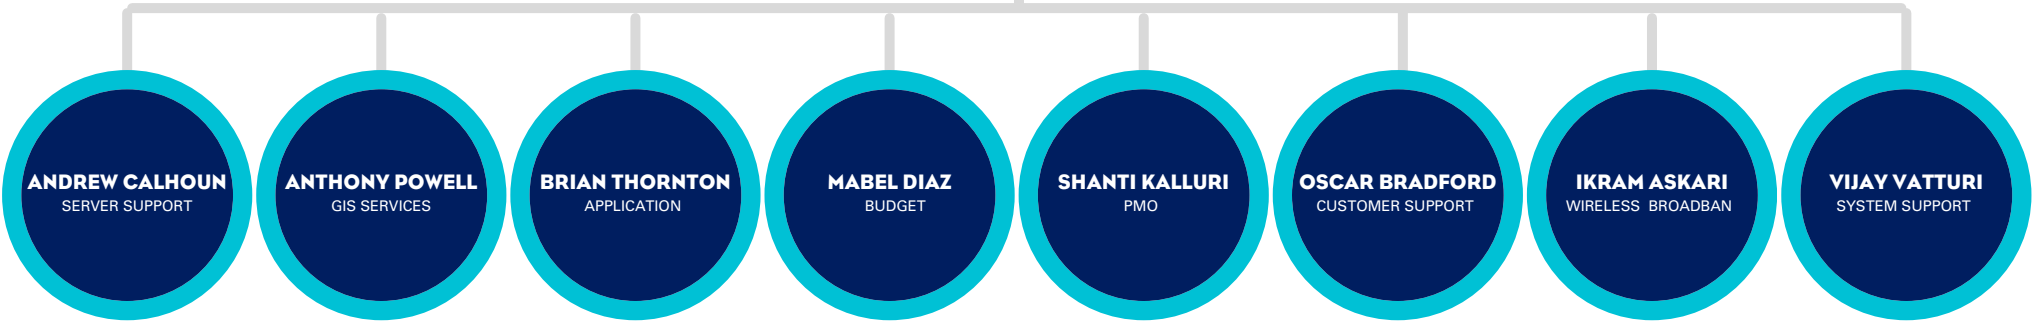 ANDREW CALHOUN
SERVER SUPPORT
ANTHONY POWELL
GIS SERVICES
BRIAN THORNTON
APPLICATION
MABEL DIAZ
BUDGET
SHANTI KALLURI
PMO
OSCAR BRADFORD
CUSTOMER SUPPORT
IKRAM ASKARI
WIRELESS BROADBAN
VIJAY VATTURI
SYSTEM SUPPORT